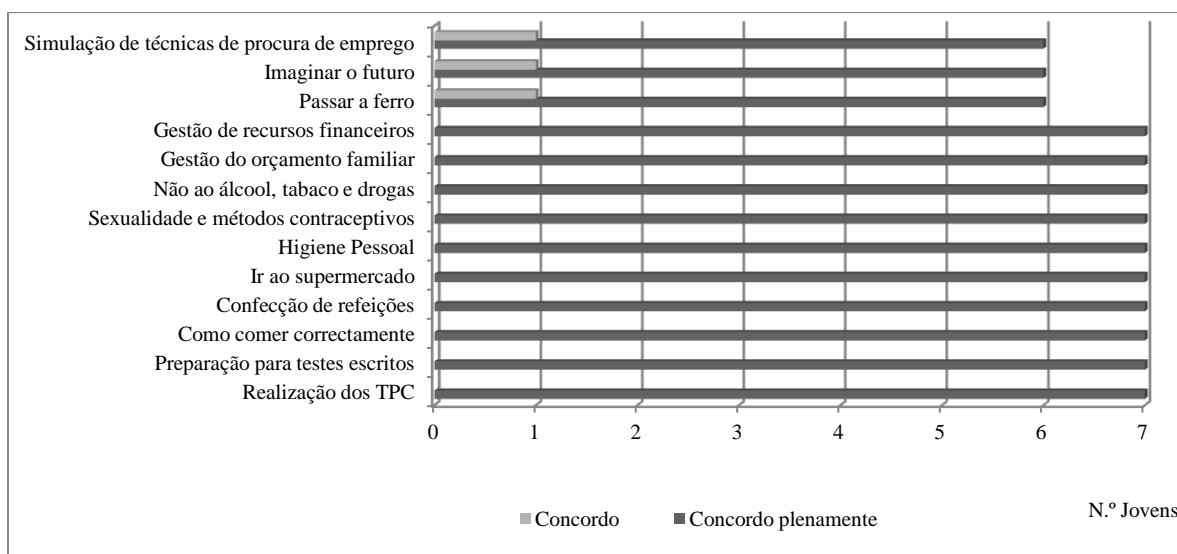 Simulação de técnicas de procura de emprego
Imaginar o futuro
Passar a ferro
Gestão de recursos financeiros
Gestão do orçamento familiar
Não ao álcool, tabaco e drogas
Sexualidade e métodos contraceptivos
Higiene Pessoal
Ir ao supermercado
Confecção de refeições
Como comer correctamente
Preparação para testes escritos
Realização dos TPC
0 1 2 3 4 5 6 7
N.º Jovens
Concordo Concordo plenamente